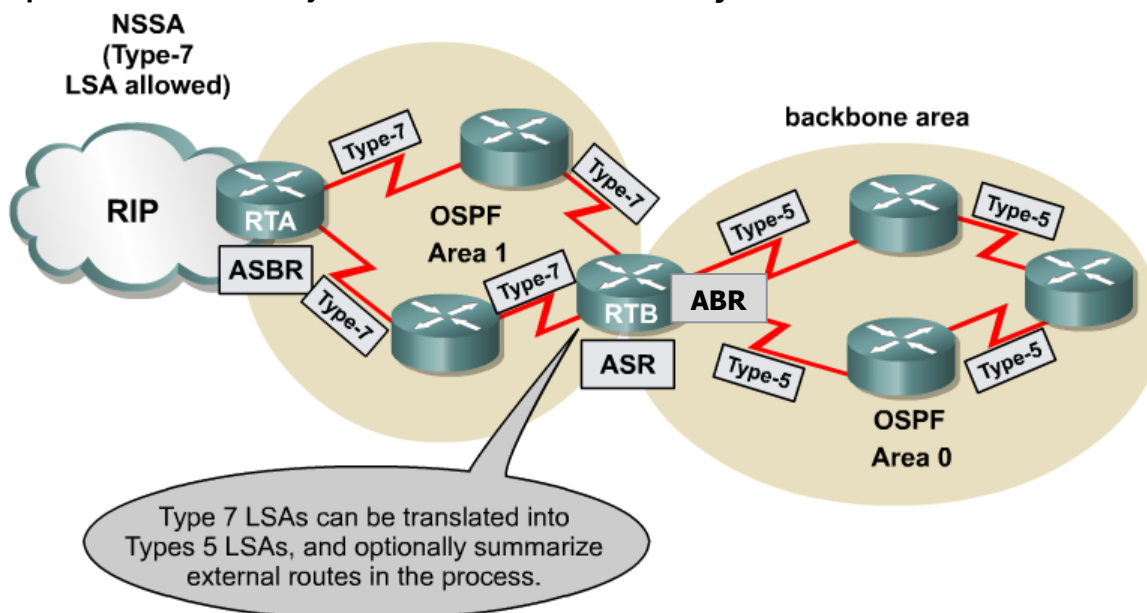 NSSA
(Type-7
LSA allowed)
backbone area
RIP
RTA
ASBR
Type-7
Type-7
OSPF
Area 1
Type-7
Type-7
RTB
ABR
ASR
Type-5
Type-5
Type-5
Type-5
OSPF
Area 0
Type 7 LSAs can be translated into
Types 5 LSAs, and optionally summarize
external routes in the process.